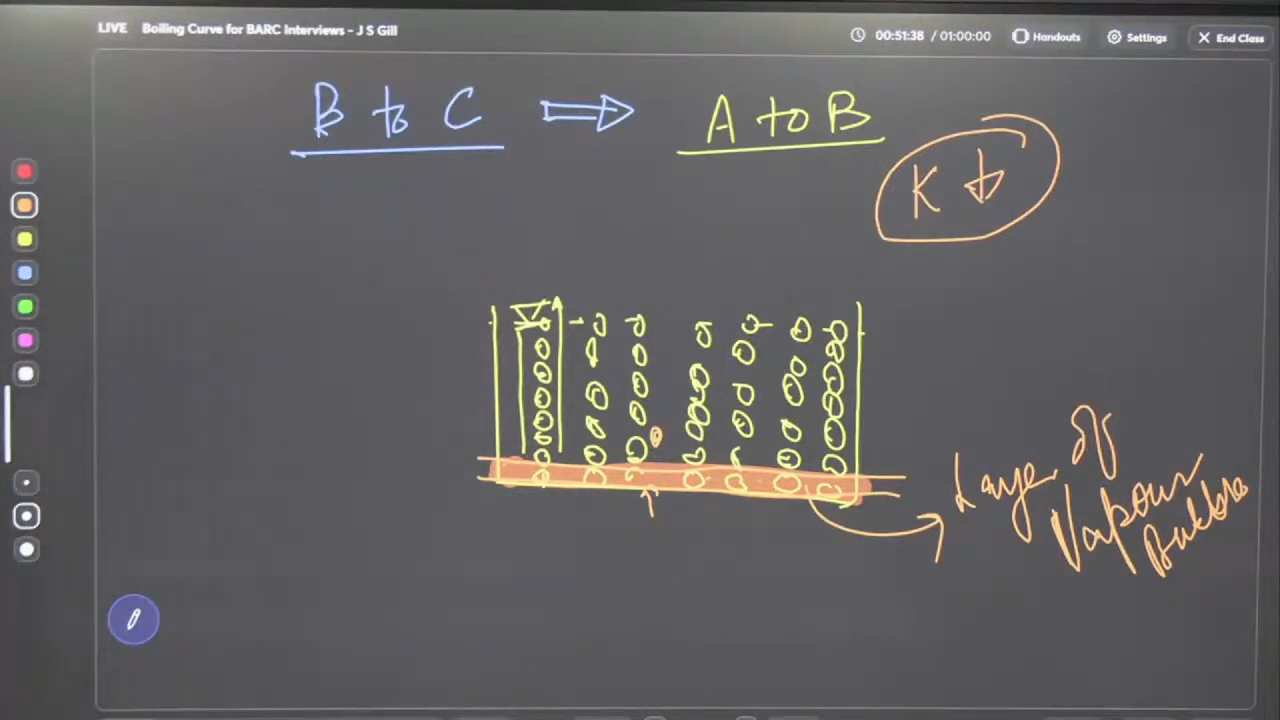 LIVE Boiling Curve for BARC Interviews - J S Gill
00:51:38 / 01:00:00 Handouts Settings End Class
B to C ⇒ A to B
K ↓
Layer of
Vapour
Bubbles